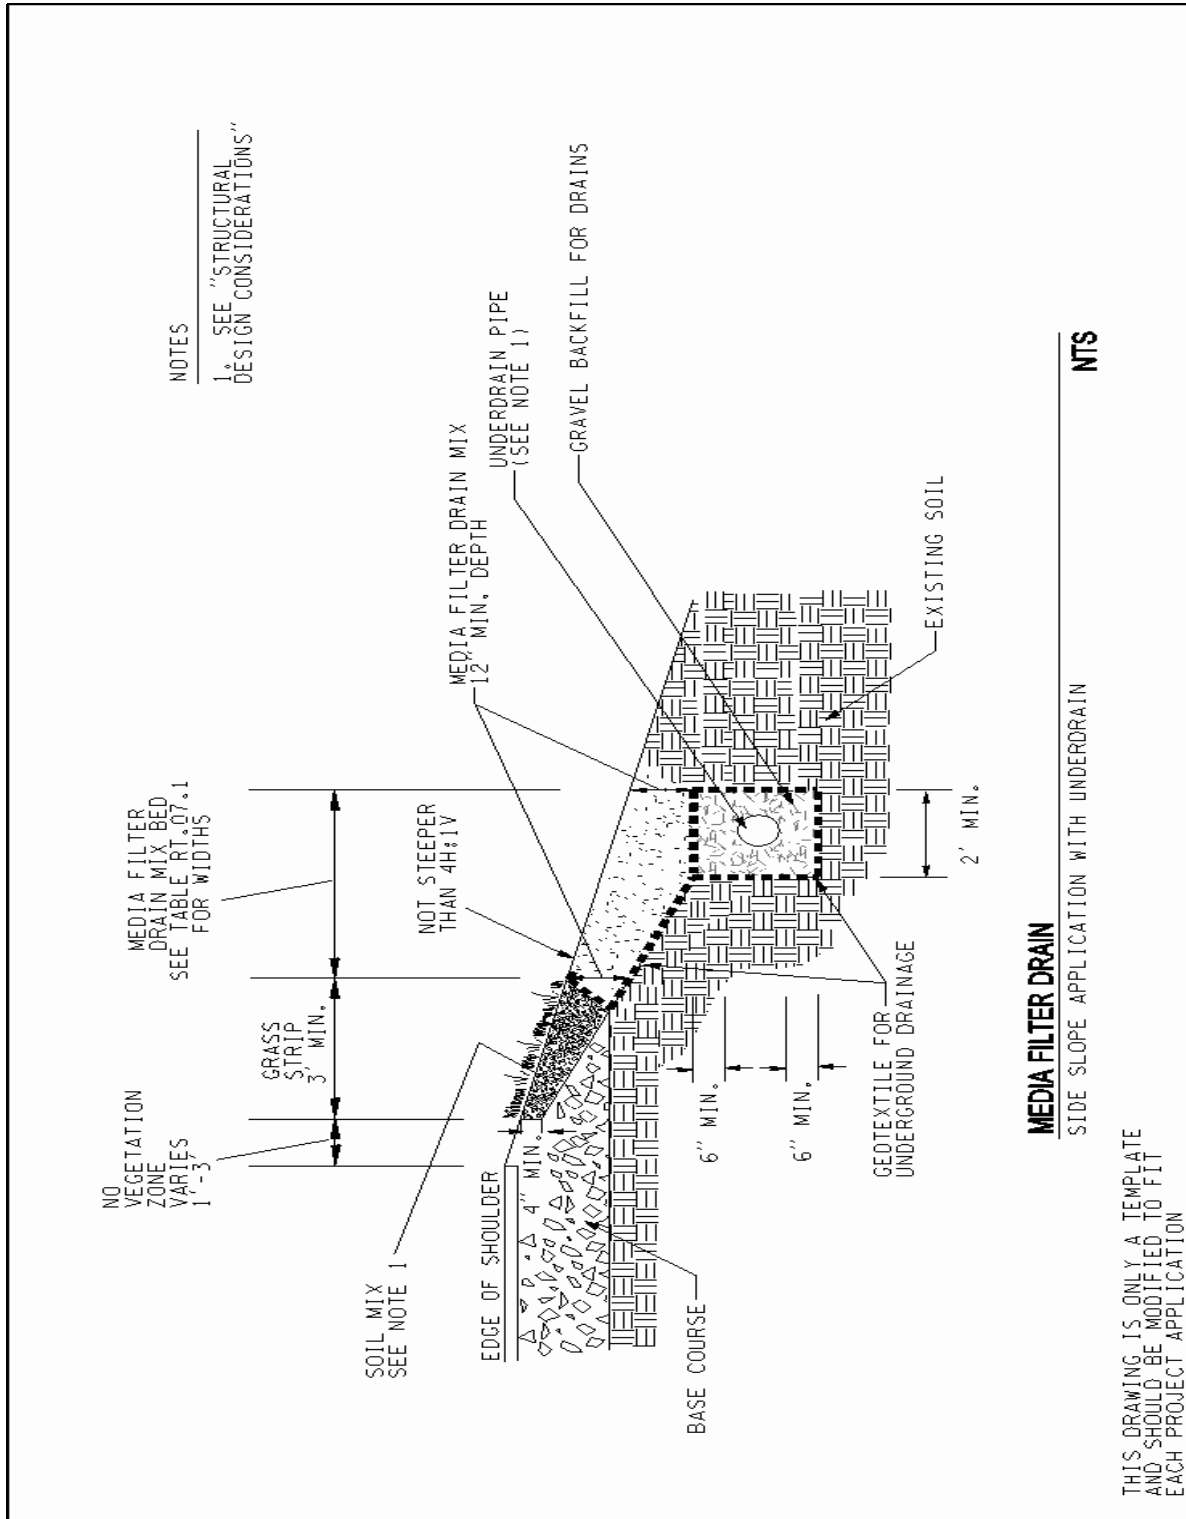 NOTES
1. SEE "STRUCTURAL
DESIGN CONSIDERATIONS"
NO
VEGETATION
ZONE
VARIES
1'-3'
GRASS
STRIP
3' MIN.
MEDIA FILTER
DRAIN MIX BED
SEE TABLE RT.07.1
FOR WIDTHS
SOIL MIX
SEE NOTE 1
NOT STEEPER
THAN 4H:1V
MEDIA FILTER DRAIN MIX
12" MIN. DEPTH
UNDERDRAIN PIPE
(SEE NOTE 1)
GRAVEL BACKFILL FOR DRAINS
EDGE OF SHOULDER
4" MIN.
BASE COURSE
6" MIN.
6" MIN.
GEOTEXTILE FOR
UNDERGROUND DRAINAGE
2' MIN.
EXISTING SOIL
MEDIA FILTER DRAIN
SIDE SLOPE APPLICATION WITH UNDERDRAIN
NTS
THIS DRAWING IS ONLY A TEMPLATE
AND SHOULD BE MODIFIED TO FIT
EACH PROJECT APPLICATION